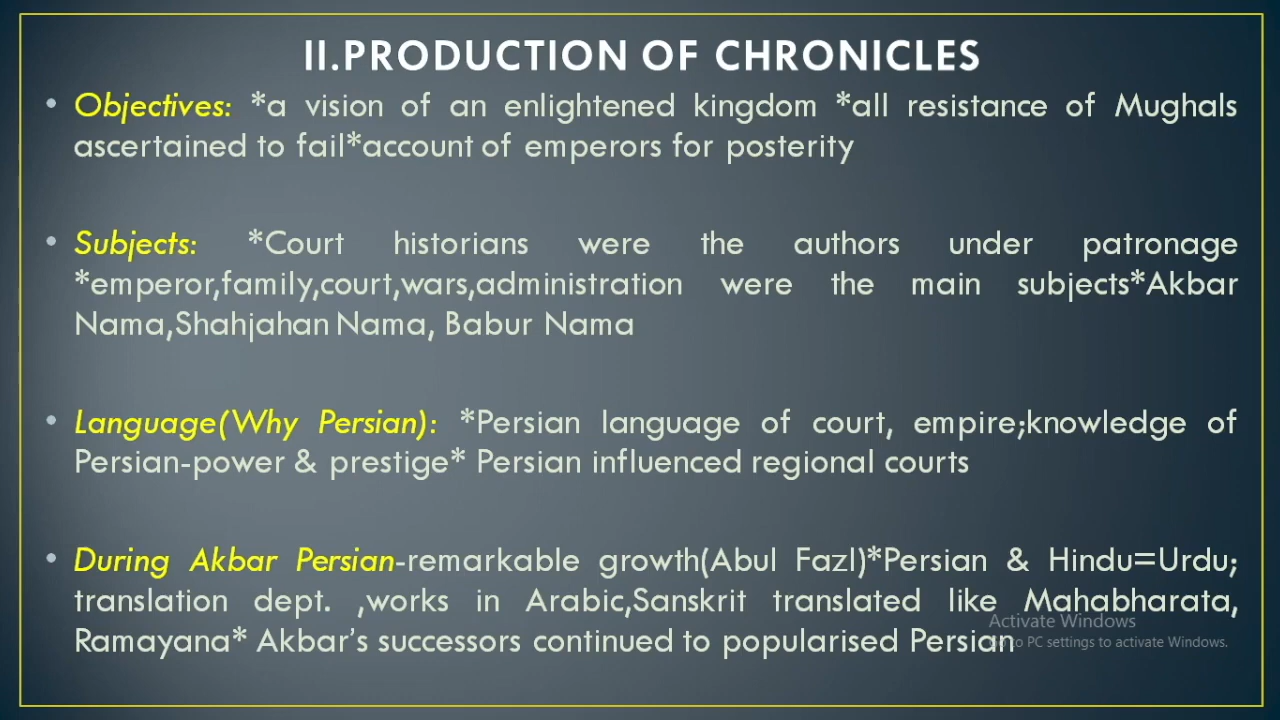 II.PRODUCTION OF CHRONICLES
• Objectives: *a vision of an enlightened kingdom *all resistance of Mughals
ascertained to fail*account of emperors for posterity
• Subjects: *Court historians were the authors under patronage
*emperor,family,court,wars,administration were the main subjects*Akbar
Nama,Shahjahan Nama, Babur Nama
• Language(Why Persian): *Persian language of court, empire;knowledge of
Persian-power & prestige* Persian influenced regional courts
• During Akbar Persian-remarkable growth(Abul Fazl)*Persian & Hindu=Urdu;
translation dept. ,works in Arabic,Sanskrit translated like Mahabharata,
Ramayana* Akbar's successors continued to popularised Persian
Activate Windows
to PC settings to activate Windows.